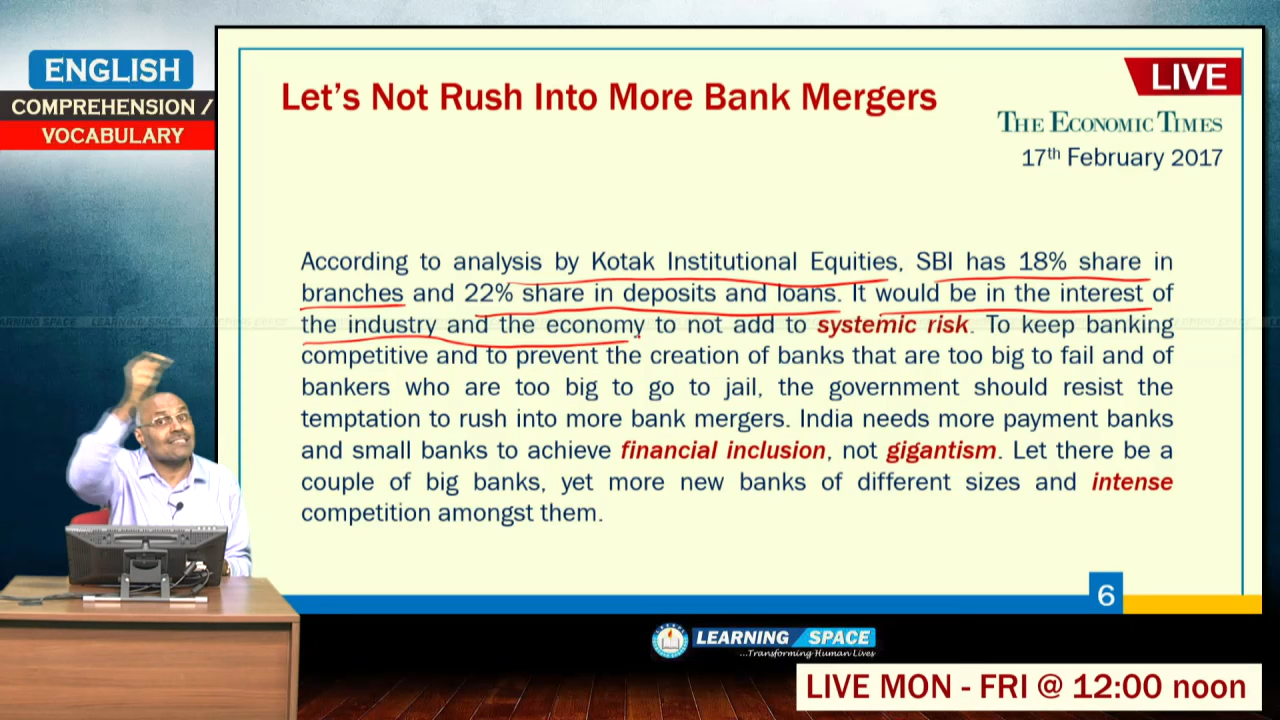 ENGLISH
COMPREHENSION /
VOCABULARY
Let's Not Rush Into More Bank Mergers
LIVE
THE ECONOMIC TIMES
17th February 2017
According to analysis by Kotak Institutional Equities, SBI has 18% share in
branches and 22% share in deposits and loans. It would be in the interest of
the industry and the economy to not add to systemic risk. To keep banking
competitive and to prevent the creation of banks that are too big to fail and of
bankers who are too big to go to jail, the government should resist the
temptation to rush into more bank mergers. India needs more payment banks
and small banks to achieve financial inclusion, not gigantism. Let there be a
couple of big banks, yet more new banks of different sizes and intense
competition amongst them.
6
LEARNING SPACE
...Transforming Human Lives
LIVE MON - FRI @ 12:00 noon